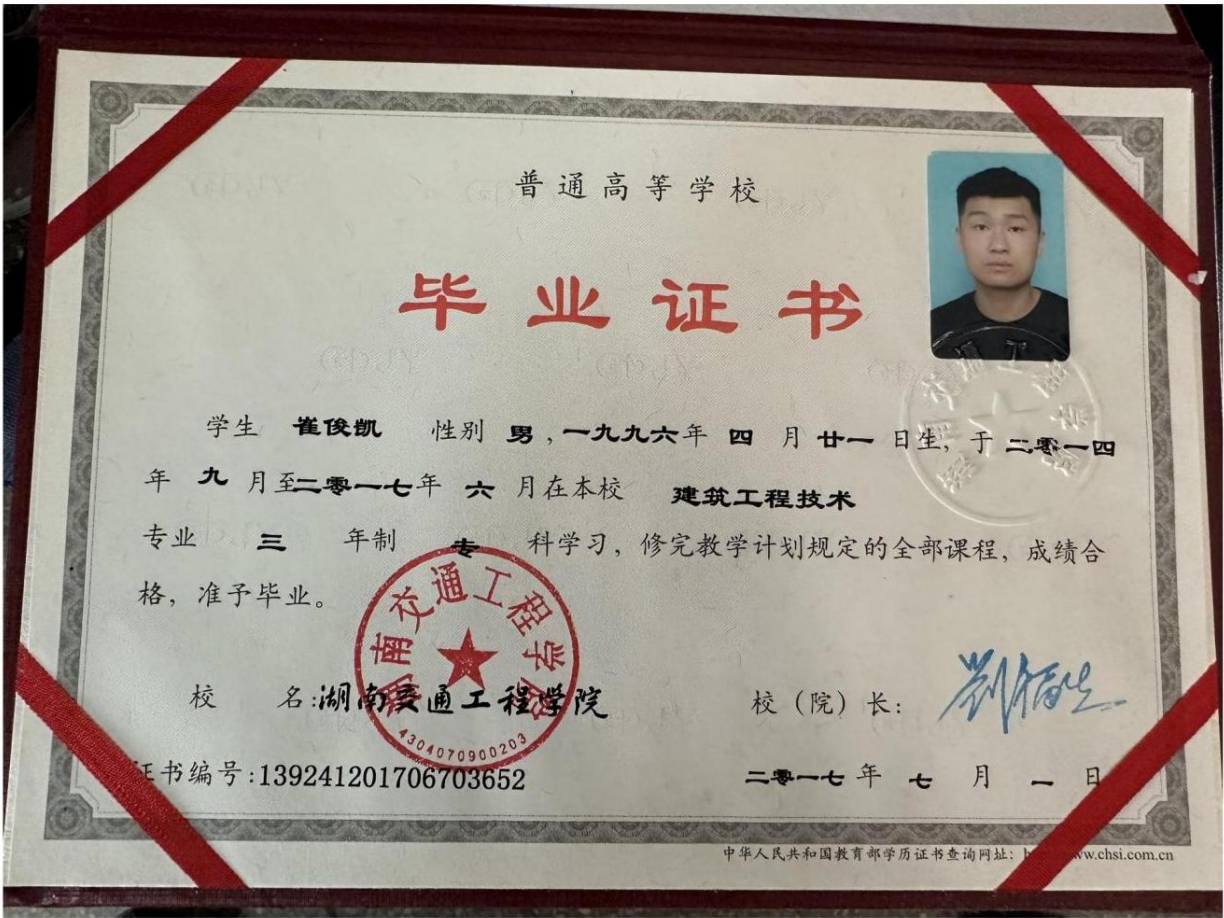 普通高等学校
毕业证书
学生 崔俊凯 性别 男，一九九六年 四 月 廿一 日生，于 二零一四
年 九 月至二零一七年 六 月在本校 建筑工程技术
专业 三 年制 专 科学习，修完教学计划规定的全部课程，成绩合
格，准予毕业。
湖南交通工程学院
4304070900203
校 名:湖南交通工程学院
校（院）长：
证书编号:139241201706703652
二零一七 年 七 月 一 日
中华人民共和国教育部学历证书查询网址： www.chsi.com.cn